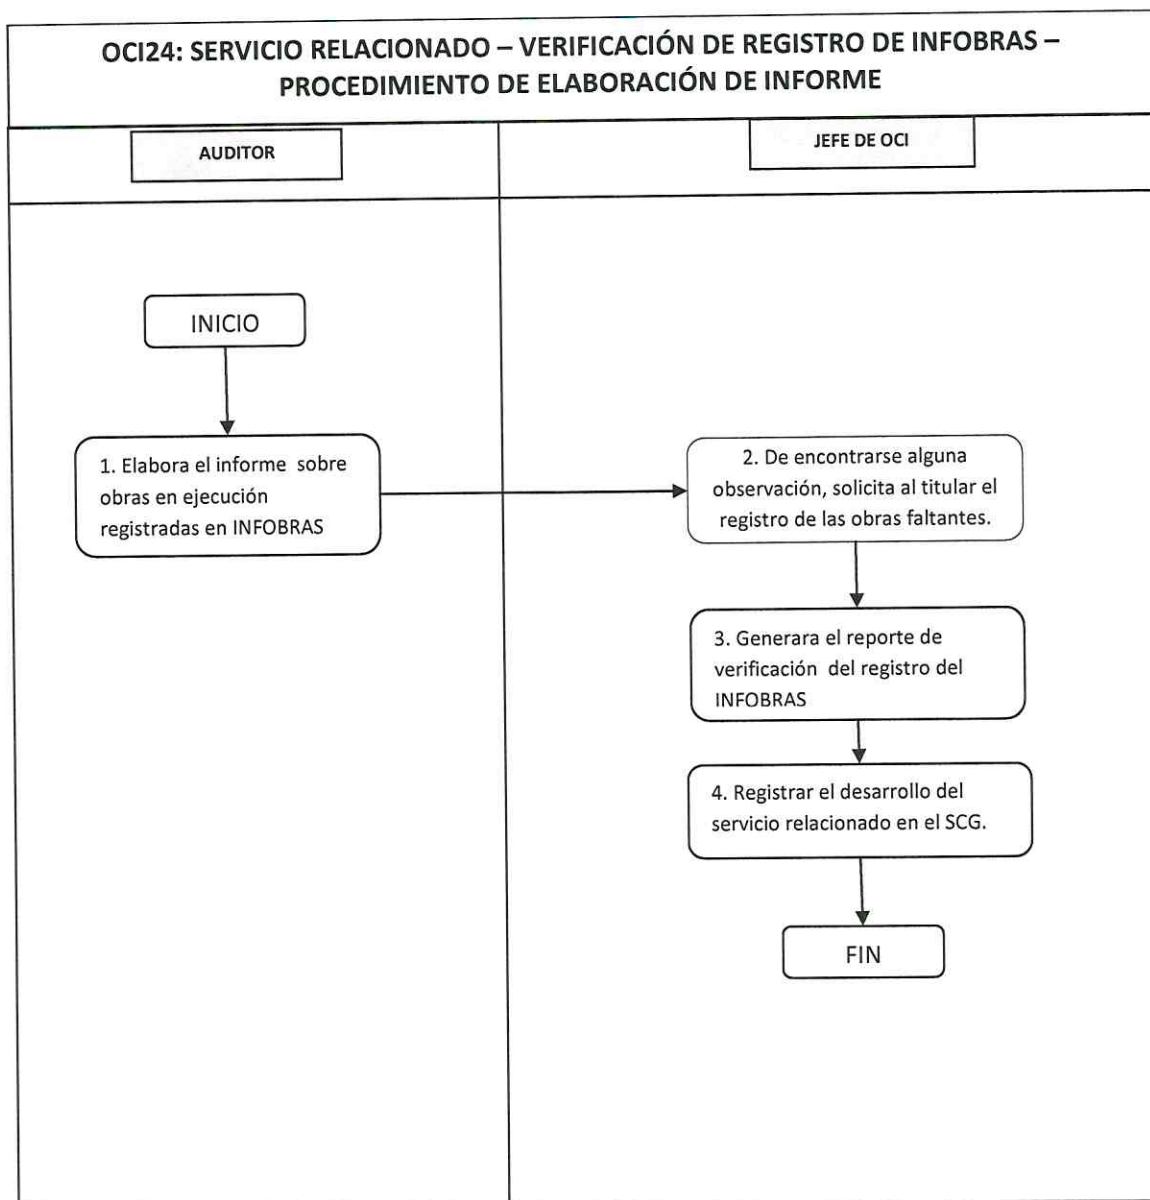 OCI24: SERVICIO RELACIONADO – VERIFICACIÓN DE REGISTRO DE INFOBRAS –
PROCEDIMIENTO DE ELABORACIÓN DE INFORME
AUDITOR
JEFE DE OCI
INICIO
1. Elabora el informe sobre
obras en ejecución
registradas en INFOBRAS
2. De encontrarse alguna
observación, solicita al titular el
registro de las obras faltantes.
3. Generara el reporte de
verificación del registro del
INFOBRAS
4. Registrar el desarrollo del
servicio relacionado en el SCG.
FIN